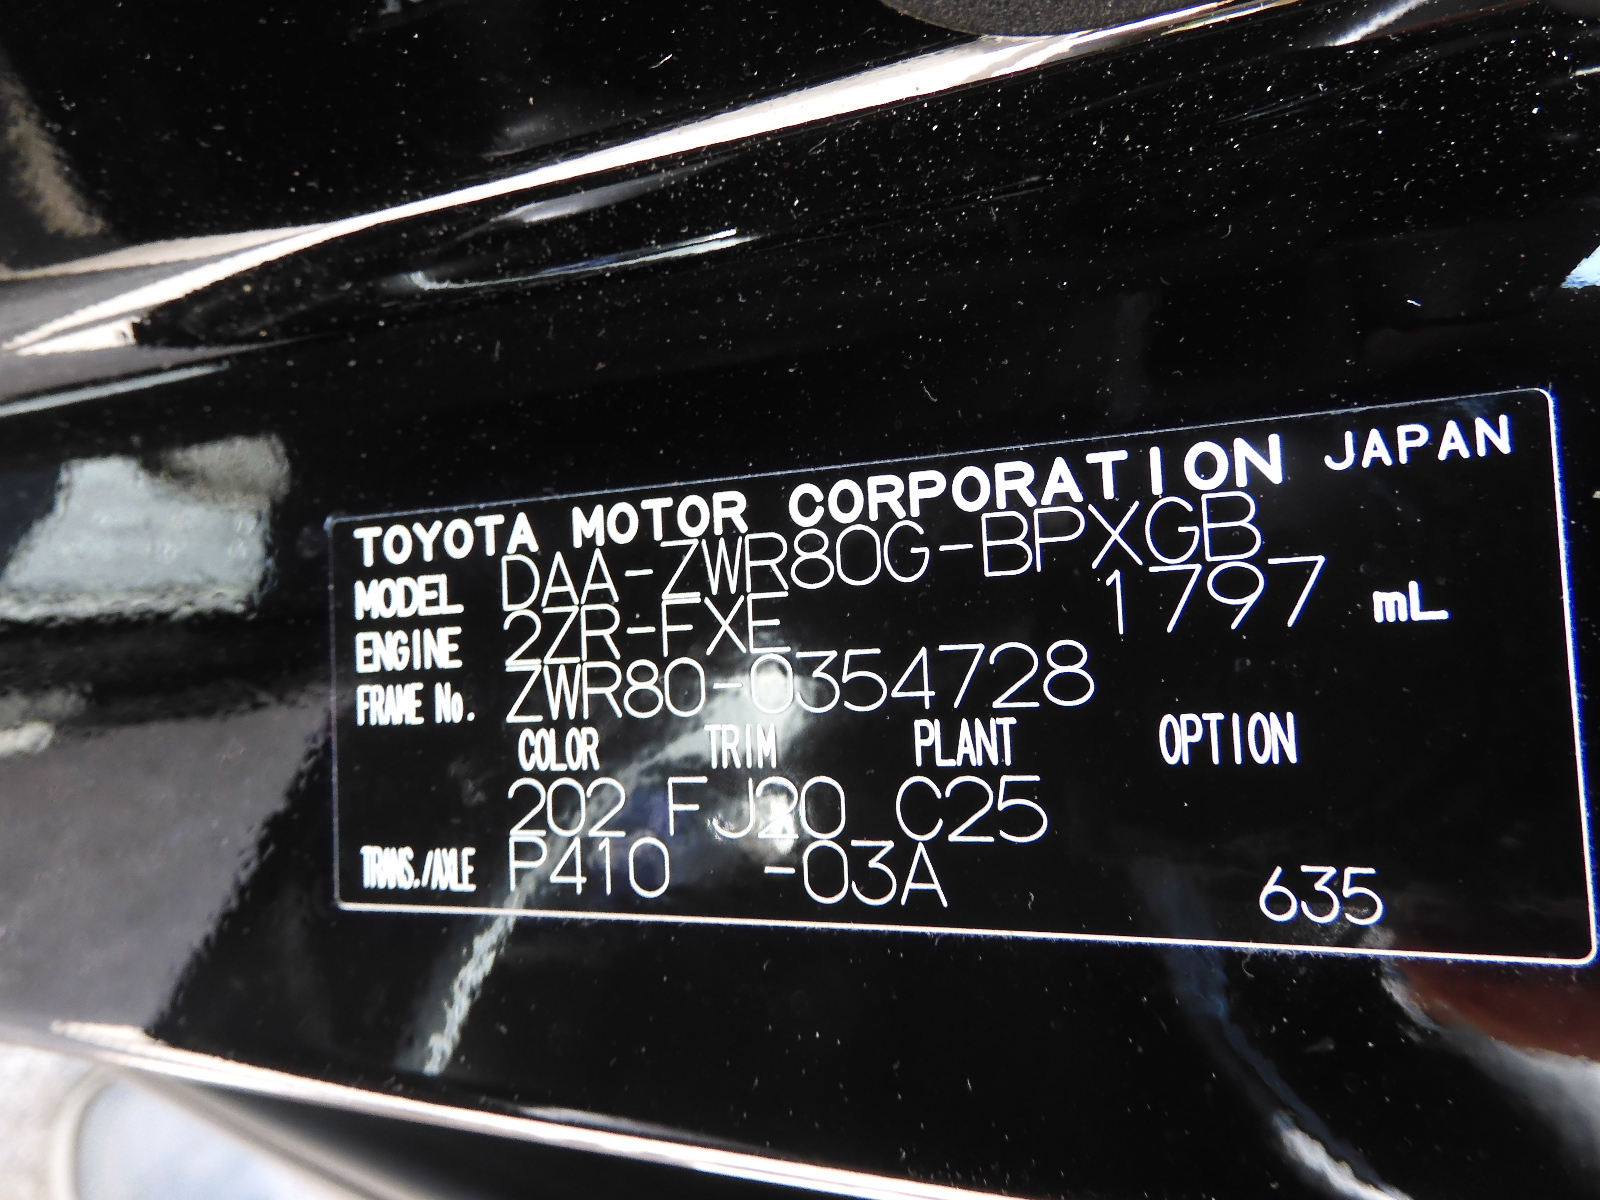 TOYOTA MOTOR CORPORATION JAPAN
MODEL DAA-ZWR80G-BPXGB
ENGINE 2ZR-FXE 1797 mL
FRAME No. ZWR80-0354728
COLOR TRIM PLANT OPTION
202 FJ20 C25
TRANS./AXLE P410 -03A 635